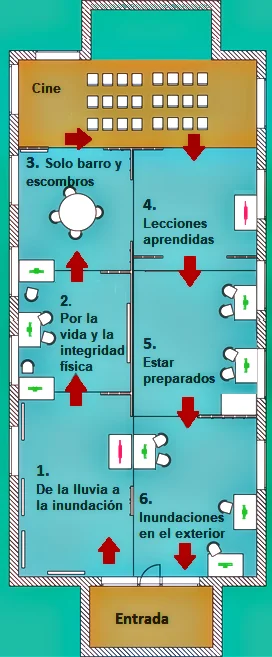 Cine
3. Solo barro y
escombros
4.
Lecciones
aprendidas
2.
Por la
vida y la
integridad
física
5.
Estar
preparados
1.
De la lluvia a
la inundación
6.
Inundaciones
en el exterior
Entrada